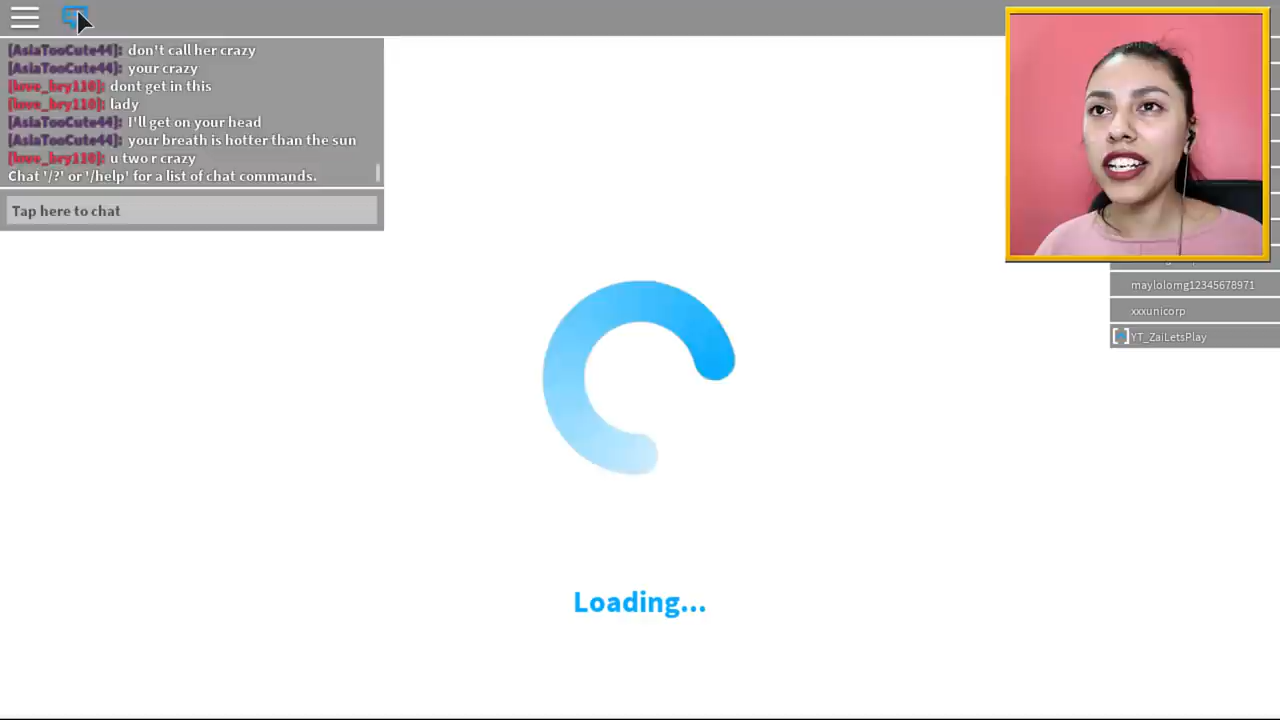 [AsiaTooCute44]: don't call her crazy
[AsiaTooCute44]: your crazy
[love_bry110]: dont get in this
[love_bry110]: lady
[AsiaTooCute44]: I'll get on your head
[AsiaTooCute44]: your breath is hotter than the sun
[love_bry110]: u two r crazy
Chat '/?' or '/help' for a list of chat commands.
Tap here to chat
maylolomg12345678971
xxxunicorp
YT_ZaiLetsPlay
Loading...